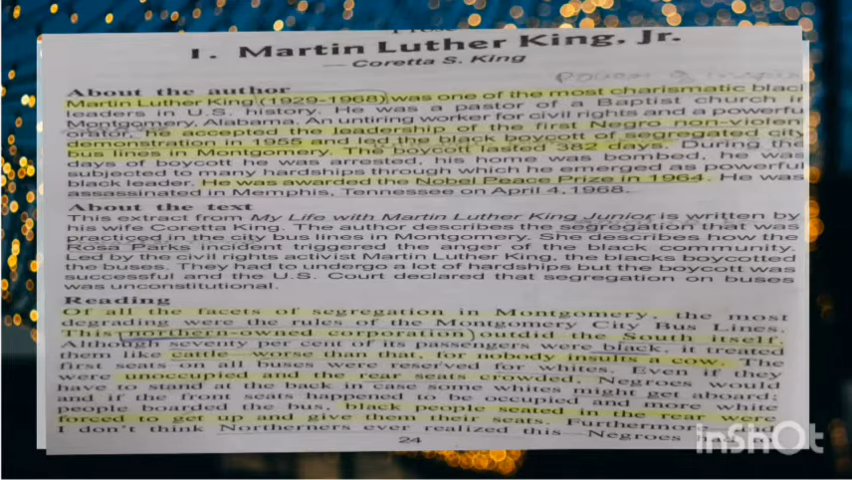 1. Martin Luther King, Jr.
— Coretta S. King
About the author
Martin Luther King (1929-1968) was one of the most charismatic black
leaders in U.S. history. He was a pastor of a Baptist church in
Montgomery, Alabama. An untiring worker for civil rights and a powerful
orator, he accepted the leadership of the first Negro non-violent
demonstration in 1955 and led the black boycott of segregated city
bus lines in Montgomery. The boycott lasted 382 days. During the
days of boycott he was arrested, his home was bombed, he was
subjected to many hardships through which he emerged as powerful
black leader. He was awarded the Nobel Peace Prize in 1964. He was
assassinated in Memphis, Tennessee on April 4, 1968.
About the text
This extract from My Life with Martin Luther King Junior is written by
his wife Coretta King. The author describes the segregation that was
practiced in the city bus lines in Montgomery. She describes how the
Rosa Parks incident triggered the anger of the black community.
Led by the civil rights activist Martin Luther King, the blacks boycotted
the buses. They had to undergo a lot of hardships but the boycott was
successful and the U.S. Court declared that segregation on buses
was unconstitutional.
Reading
Of all the facets of segregation in Montgomery, the most
degrading were the rules of the Montgomery City Bus Lines.
This northern-owned corporation outdid the South itself.
Although seventy per cent of its passengers were black, it treated
them like cattle—worse than that, for nobody insults a cow. The
first seats on all buses were reserved for whites. Even if they
were unoccupied and the rear seats crowded, Negroes would
have to stand at the back in case some whites might get aboard;
and if the front seats happened to be occupied and more white
people boarded the bus, black people seated in the rear were
forced to get up and give them their seats. Furthermore
I don't think Northerners ever realized this—Negroes had to
24
inshot